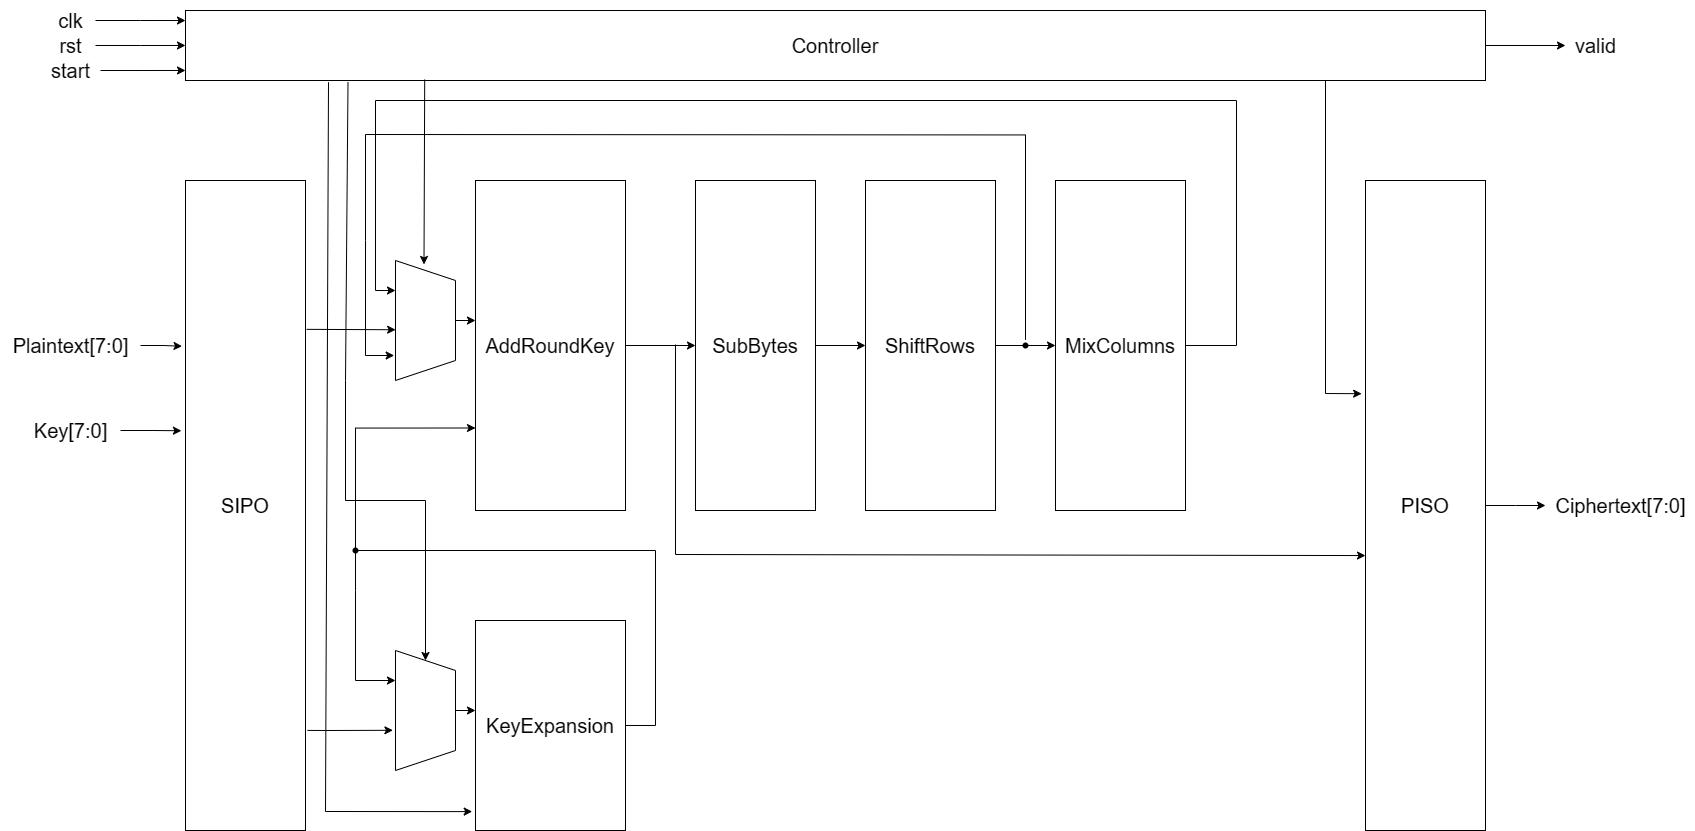 clk
rst
start
Controller
valid
Plaintext[7:0]
Key[7:0]
SIPO
AddRoundKey
SubBytes
ShiftRows
MixColumns
PISO
Ciphertext[7:0]
KeyExpansion